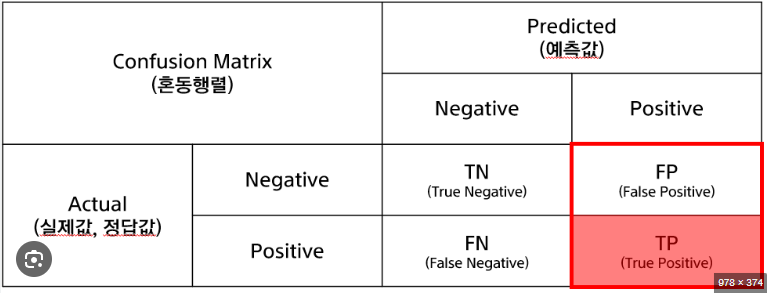 Confusion Matrix
(혼동행렬)
Predicted
(예측값)
Negative
Positive
Actual
(실제값, 정답값)
Negative
TN
(True Negative)
FP
(False Positive)
Positive
FN
(False Negative)
TP
(True Positive)
978 × 374